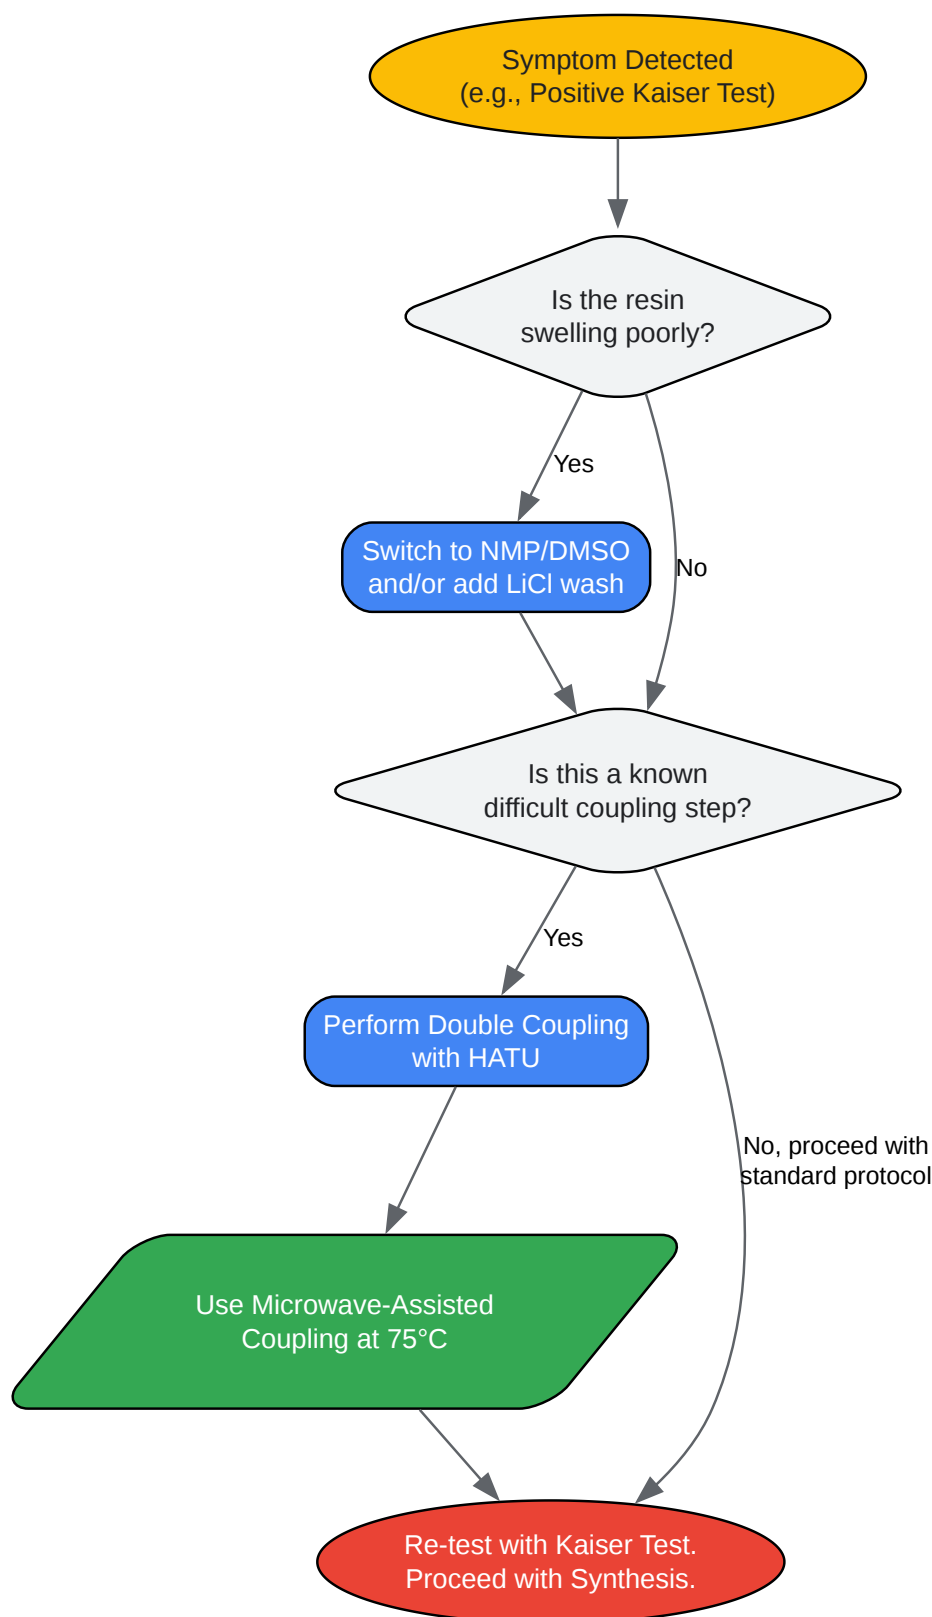 Symptom Detected
(e.g., Positive Kaiser Test)
Is the resin
swelling poorly?
Yes
Switch to NMP/DMSO
and/or add LiCl wash
No
Is this a known
difficult coupling step?
Yes
Perform Double Coupling
with HATU
No, proceed with
standard protocol
Use Microwave-Assisted
Coupling at 75°C
Re-test with Kaiser Test.
Proceed with Synthesis.